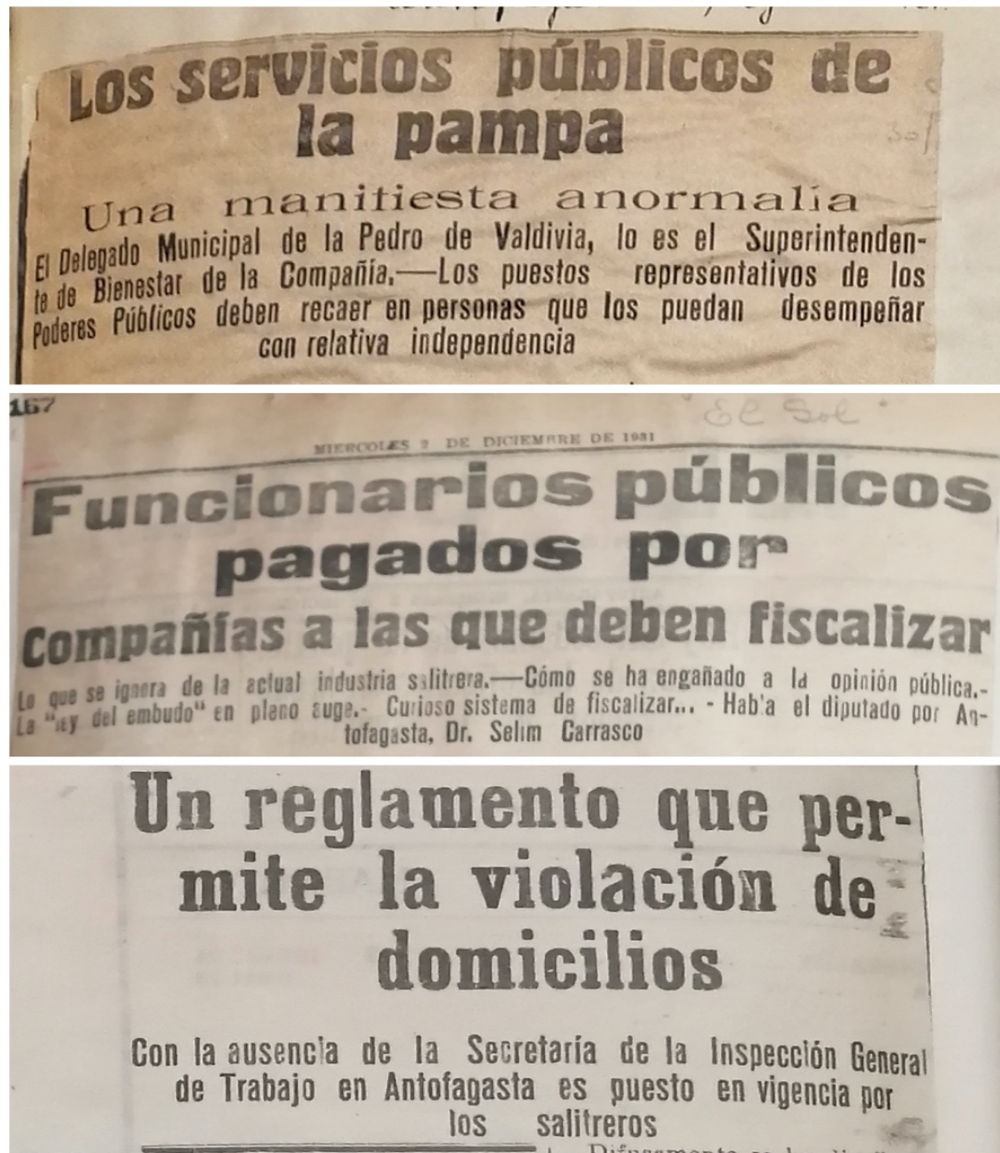 Los servicios públicos de
la pampa
Una manifiesta anormalía
El Delegado Municipal de la Pedro de Valdivia, lo es el Superintenden-
te de Bienestar de la Compañía.—Los puestos representativos de los
Poderes Públicos deben recaer en personas que los puedan desempeñar
con relativa independencia
167
"El Sol"
MIERCOLES 2 DE DICIEMBRE DE 1931
Funcionarios públicos
pagados por
Compañías a las que deben fiscalizar
Lo que se ignora de la actual industria salitrera.—Cómo se ha engañado a la opinión pública.-
La "ley del embudo" en pleno auge.- Curioso sistema de fiscalizar... - Hab'a el diputado por An-
tofagasta, Dr. Selim Carrasco
Un reglamento que per-
mite la violación de
domicilios
Con la ausencia de la Secretaría de la Inspección General
de Trabajo en Antofagasta es puesto en vigencia por
los salitreros